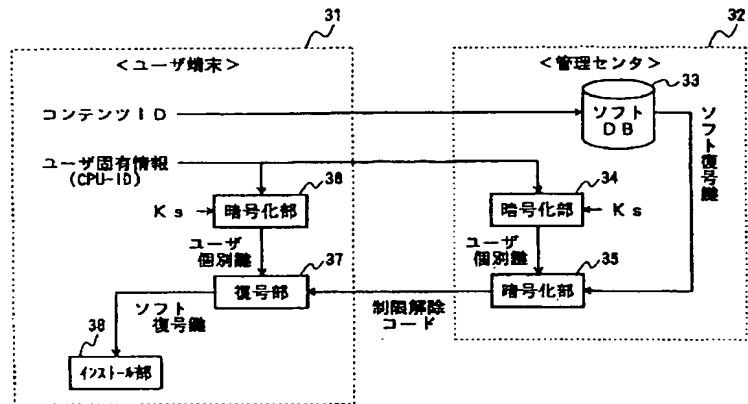 31
32
<ユーザ端末>
<管理センタ>
33
コンテンツID
ソフト
DB
ソフト復号鍵
ユーザ固有情報
(CPU-ID)
36
34
Ks
暗号化部
暗号化部
Ks
ユーザ
個別鍵
ユーザ
個別鍵
37
35
復号部
暗号化部
制限解除
コード
ソフト
復号鍵
38
インストール部